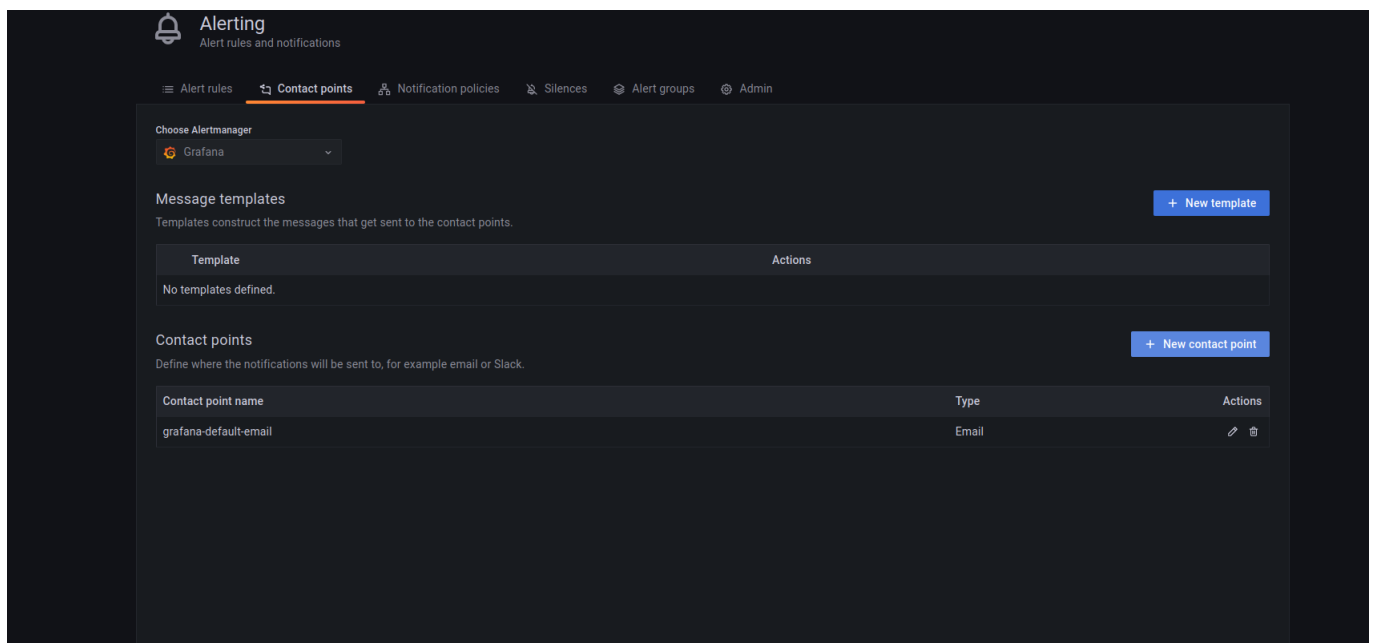 Alerting
Alert rules and notifications
Alert rules Contact points Notification policies Silences Alert groups Admin
Choose Alertmanager
Grafana
Message templates
+ New template
Templates construct the messages that get sent to the contact points.
Template Actions
No templates defined.
Contact points
+ New contact point
Define where the notifications will be sent to, for example email or Slack.
Contact point name Type Actions
grafana-default-email Email